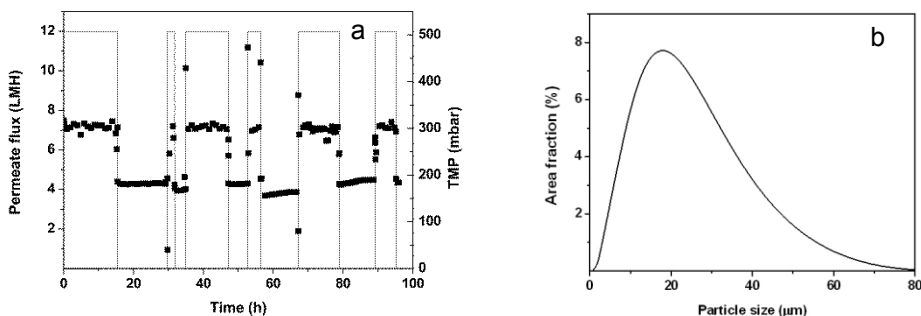 a
Permeate flux (LMH)
12
10
8
6
4
2
TMP (mbar)
500
400
300
200
100
0
0 20 40 60 80 100
Time (h)
b
Area fraction (%)
8
6
4
2
0 20 40 60 80
Particle size (µm)